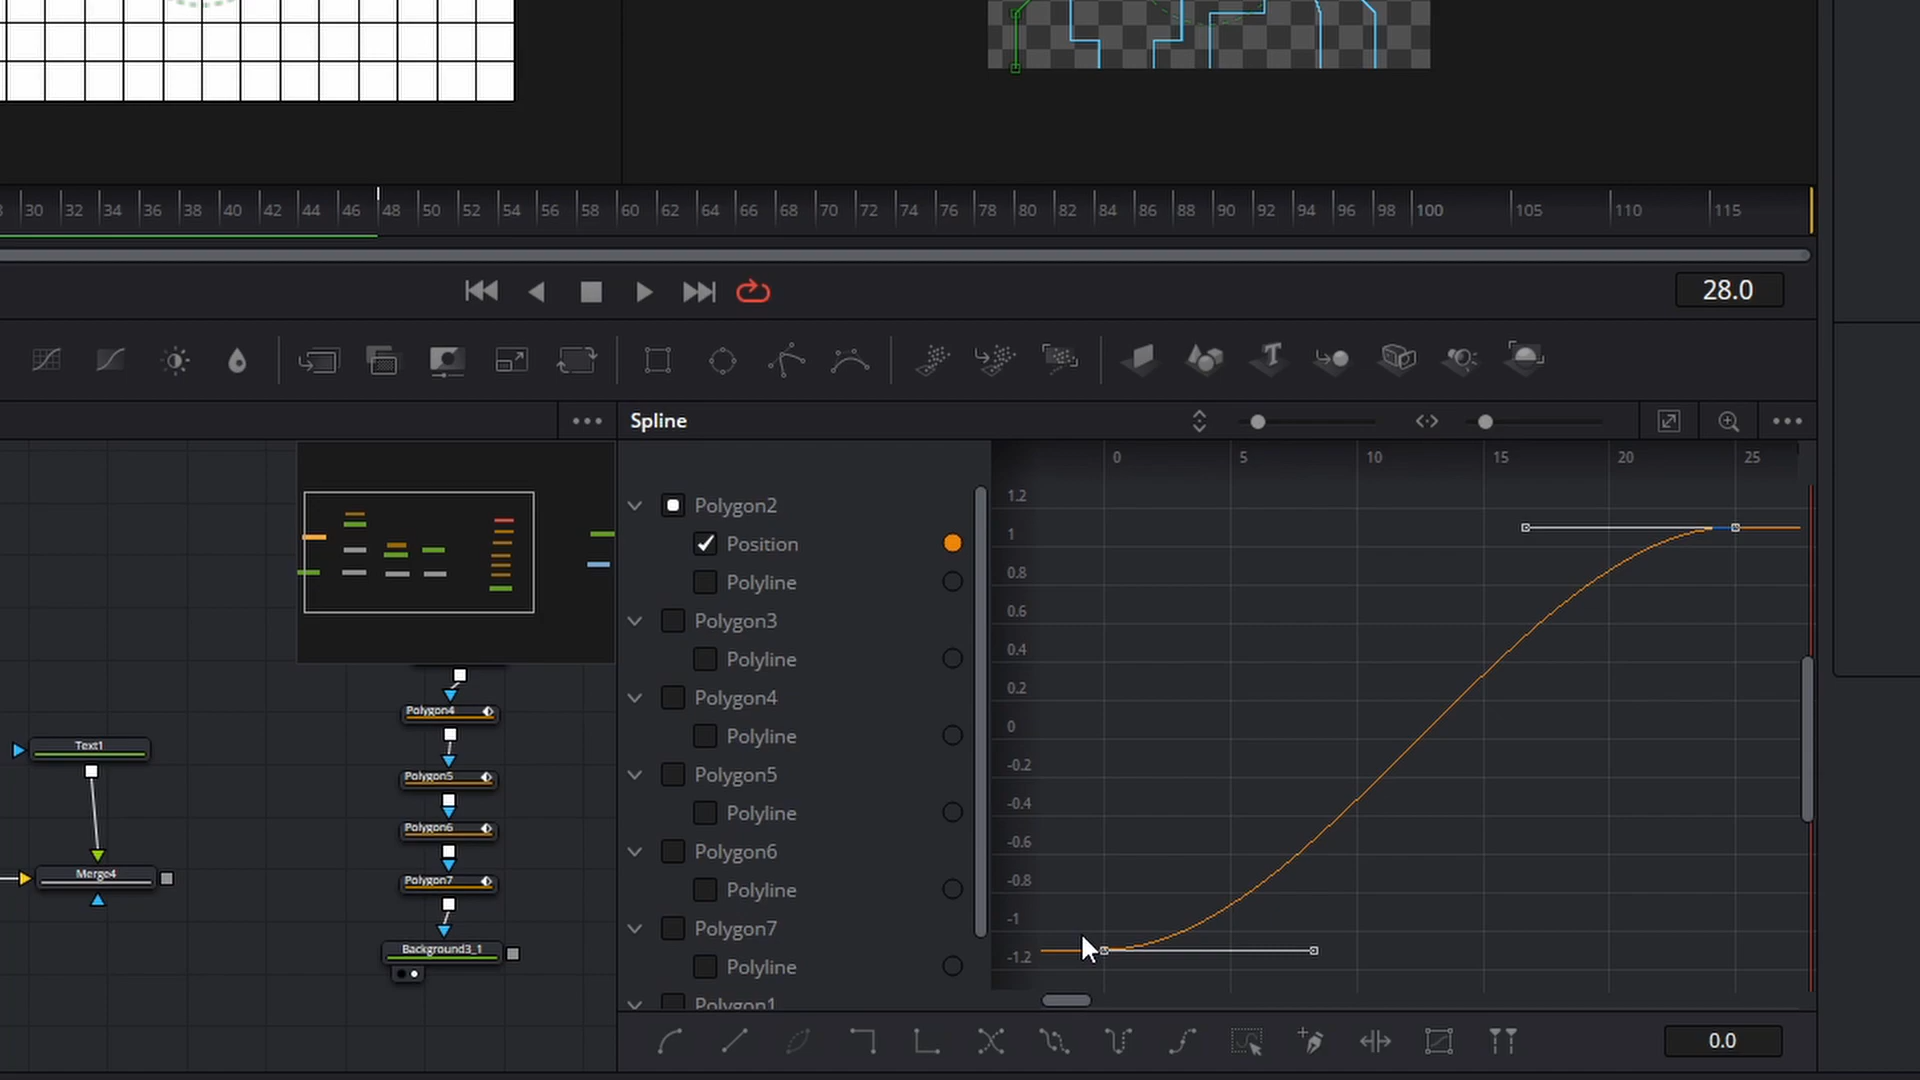 30 32 34 36 38 40 42 44 46 48 50 52 54 56 58 60 62 64 66 68 70 72 74 76 78 80 82 84 86 88 90 92 94 96 98 100 105 110 115
28.0
Spline
0 5 10 15 20 25
Polygon2
Position
Polyline
Polygon3
Polyline
Polygon4
Polyline
Polygon5
Polyline
Polygon6
Polyline
Polygon7
Polyline
Polygon1
1.2
1
0.8
0.6
0.4
0.2
0
-0.2
-0.4
-0.6
-0.8
-1
-1.2
Polygon4
Text1
Polygon5
Polygon6
Merge4
Polygon7
Background3_1
0.0